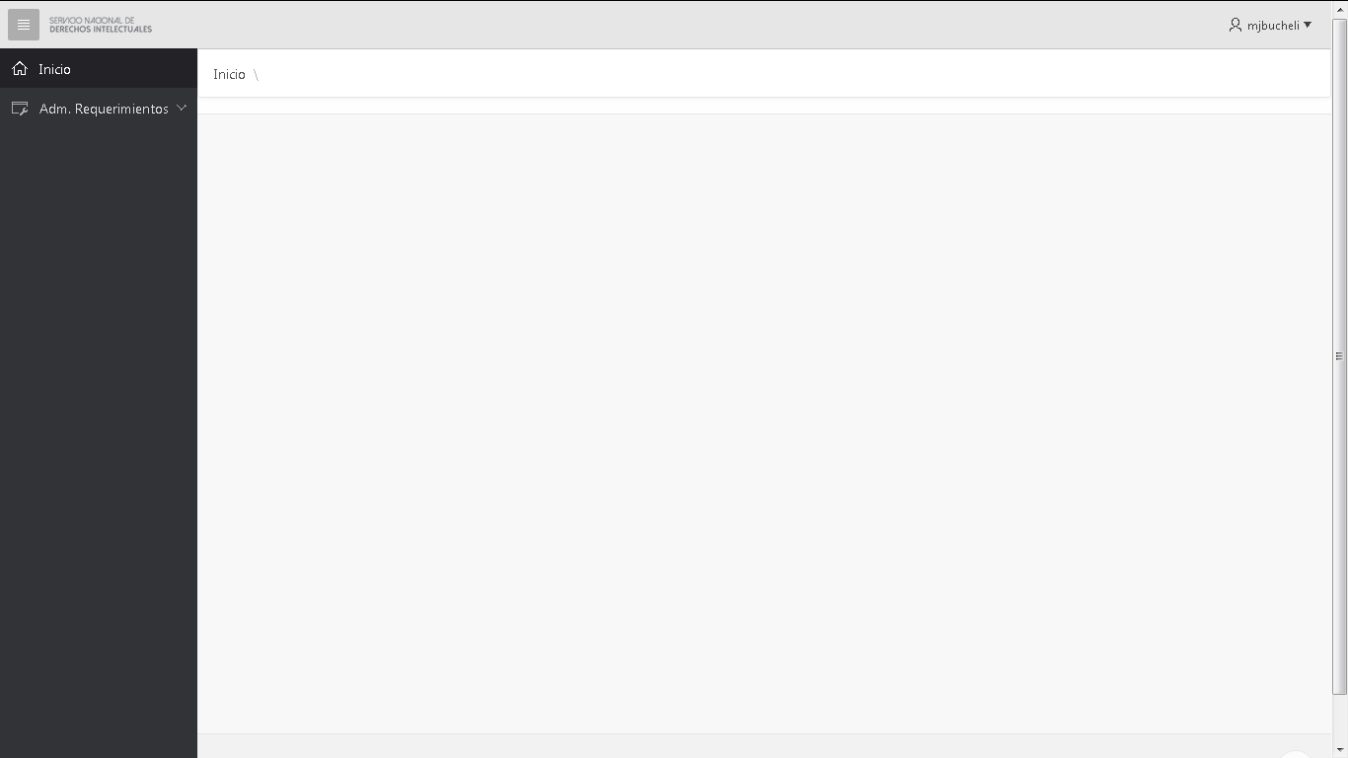 SERVICIO NACIONAL DE
DERECHOS INTELECTUALES
mjbucheli
Inicio
Inicio \
Adm. Requerimientos